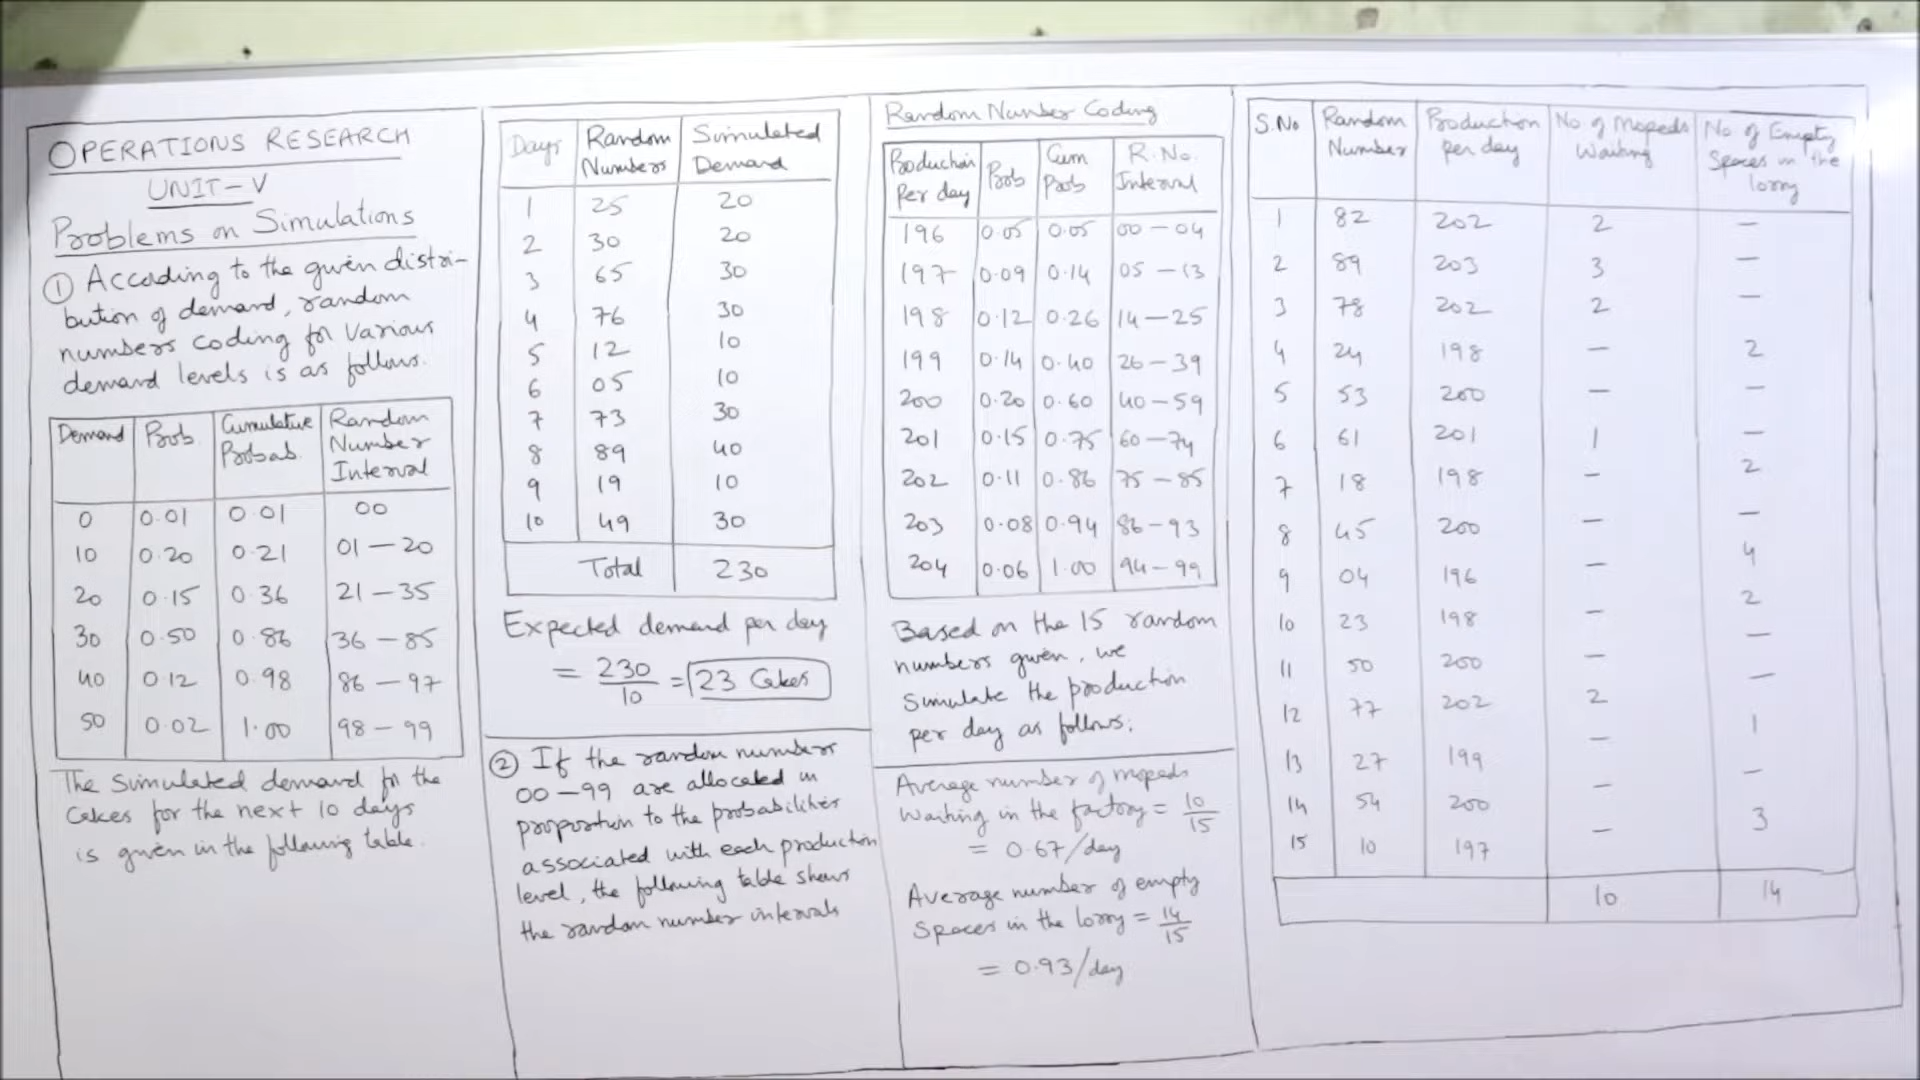 OPERATIONS RESEARCH
UNIT-V
Problems on Simulations
① According to the given distri-
bution of demand, random
numbers coding for various
demand levels is as follows.
Demand Prob. Cumulative Probab. Random Number Interval
0 0.01 0.01 00
10 0.20 0.21 01 - 20
20 0.15 0.36 21 - 35
30 0.50 0.86 36 - 85
40 0.12 0.98 86 - 97
50 0.02 1.00 98 - 99
The simulated demand for the
Cakes for the next 10 days
is given in the following table.
Days Random Numbers Simulated Demand
1 25 20
2 30 20
3 65 30
4 76 30
5 12 10
6 05 10
7 73 30
8 89 40
9 19 10
10 49 30
Total 230
Expected demand per day
= 230/10 = 23 Cakes
② If the random numbers
00-99 are allocated in
proportion to the probabilities
associated with each production
level, the following table shows
the random number intervals
Random Number Coding
Production Per day Prob Cum Prob R.No. Interval
196 0.05 0.05 00 - 04
197 0.09 0.14 05 - 13
198 0.12 0.26 14 - 25
199 0.14 0.40 26 - 39
200 0.20 0.60 40 - 59
201 0.15 0.75 60 - 74
202 0.11 0.86 75 - 85
203 0.08 0.94 86 - 93
204 0.06 1.00 94 - 99
Based on the 15 random
numbers given, we
Simulate the production
per day as follows:
Average number of mopeds
waiting in the factory = 10/15
= 0.67/day
Average number of empty
Spaces in the lorry = 14/15
= 0.93/day
S.No Random Number Production per day No of Mopeds Waiting No of Empty Spaces in the lorry
1 82 202 2 -
2 89 203 3 -
3 78 202 2 -
4 24 198 - 2
5 53 200 - -
6 61 201 1 -
7 18 198 - 2
8 45 200 - -
9 04 196 - 4
10 23 198 - 2
11 50 200 - -
12 77 202 2 -
13 27 199 - 1
14 54 200 - -
15 10 197 - 3
10 14